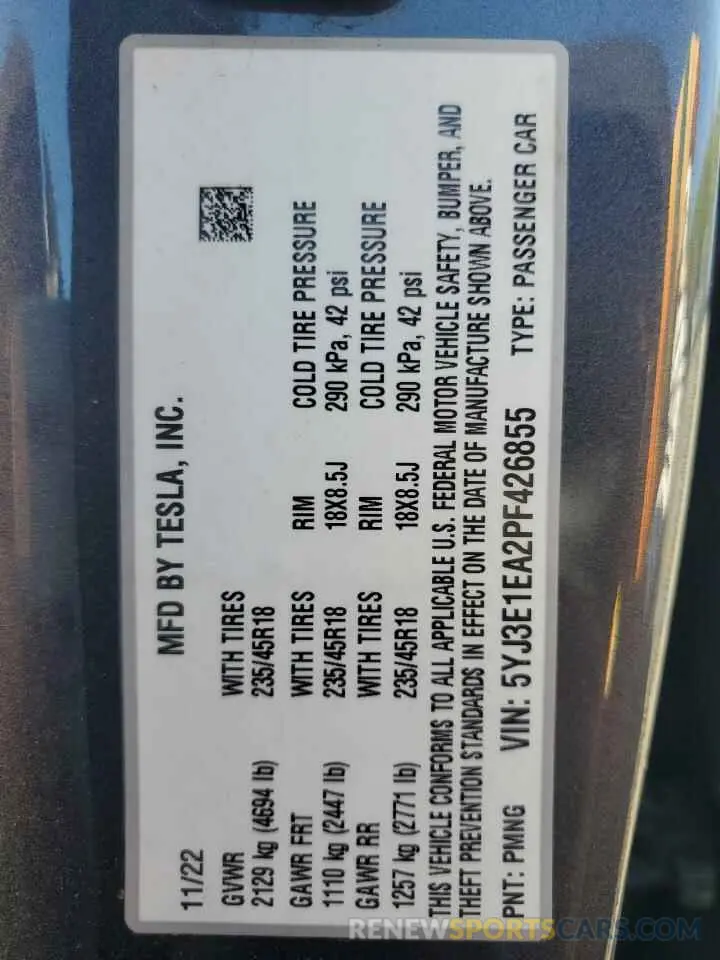 MFD BY TESLA, INC.
11/22
GVWR WITH TIRES
2129 kg (4694 lb) 235/45R18
GAWR FRT WITH TIRES RIM COLD TIRE PRESSURE
1110 kg (2447 lb) 235/45R18 18X8.5J 290 kPa, 42 psi
GAWR RR WITH TIRES RIM COLD TIRE PRESSURE
1257 kg (2771 lb) 235/45R18 18X8.5J 290 kPa, 42 psi
THIS VEHICLE CONFORMS TO ALL APPLICABLE U.S. FEDERAL MOTOR VEHICLE SAFETY, BUMPER, AND
THEFT PREVENTION STANDARDS IN EFFECT ON THE DATE OF MANUFACTURE SHOWN ABOVE.
PNT: PMNG VIN: 5YJ3E1EA2PF426855 TYPE: PASSENGER CAR
RENEWSPORTSCARS.COM